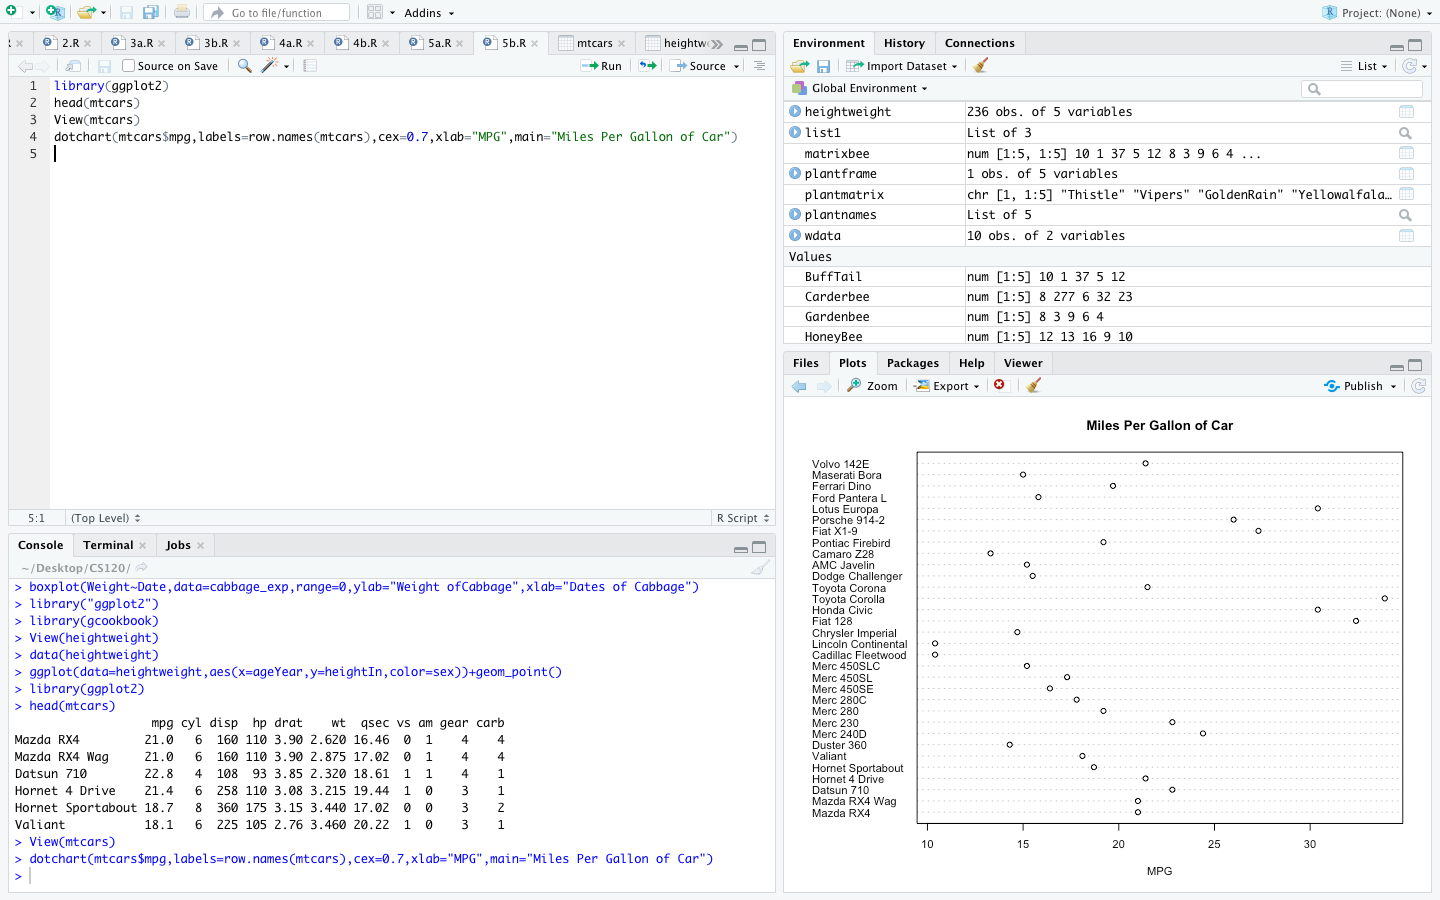 Go to file/function
Addins
Project: (None)
2.R
3a.R
3b.R
4a.R
4b.R
5a.R
5b.R
mtcars
heightw
Source on Save
Run
Source
1 library(ggplot2)
2 head(mtcars)
3 View(mtcars)
4 dotchart(mtcars$mpg,labels=row.names(mtcars),cex=0.7,xlab="MPG",main="Miles Per Gallon of Car")
5
5:1
(Top Level)
R Script
Console
Terminal
Jobs
~/Desktop/CS120/
> boxplot(Weight~Date,data=cabbage_exp,range=0,ylab="Weight ofCabbage",xlab="Dates of Cabbage")
> library("ggplot2")
> library(gcookbook)
> View(heightweight)
> data(heightweight)
> ggplot(data=heightweight,aes(x=ageYear,y=heightIn,color=sex))+geom_point()
> library(ggplot2)
> head(mtcars)
mpg cyl disp hp drat wt qsec vs am gear carb
Mazda RX4 21.0 6 160 110 3.90 2.620 16.46 0 1 4 4
Mazda RX4 Wag 21.0 6 160 110 3.90 2.875 17.02 0 1 4 4
Datsun 710 22.8 4 108 93 3.85 2.320 18.61 1 1 4 1
Hornet 4 Drive 21.4 6 258 110 3.08 3.215 19.44 1 0 3 1
Hornet Sportabout 18.7 8 360 175 3.15 3.440 17.02 0 0 3 2
Valiant 18.1 6 225 105 2.76 3.460 20.22 1 0 3 1
> View(mtcars)
> dotchart(mtcars$mpg,labels=row.names(mtcars),cex=0.7,xlab="MPG",main="Miles Per Gallon of Car")
>
Environment
History
Connections
Import Dataset
List
Global Environment
heightweight 236 obs. of 5 variables
list1 List of 3
matrixbee num [1:5, 1:5] 10 1 37 5 12 8 3 9 6 4 ...
plantframe 1 obs. of 5 variables
plantmatrix chr [1, 1:5] "Thistle" "Vipers" "GoldenRain" "Yellowalfala…
plantnames List of 5
wdata 10 obs. of 2 variables
Values
BuffTail num [1:5] 10 1 37 5 12
Carderbee num [1:5] 8 277 6 32 23
Gardenbee num [1:5] 8 3 9 6 4
HoneyBee num [1:5] 12 13 16 9 10
Files
Plots
Packages
Help
Viewer
Zoom
Export
Publish
Miles Per Gallon of Car
Volvo 142E
Maserati Bora
Ferrari Dino
Ford Pantera L
Lotus Europa
Porsche 914-2
Fiat X1-9
Pontiac Firebird
Camaro Z28
AMC Javelin
Dodge Challenger
Toyota Corona
Toyota Corolla
Honda Civic
Fiat 128
Chrysler Imperial
Lincoln Continental
Cadillac Fleetwood
Merc 450SLC
Merc 450SL
Merc 450SE
Merc 280C
Merc 280
Merc 230
Merc 240D
Duster 360
Valiant
Hornet Sportabout
Hornet 4 Drive
Datsun 710
Mazda RX4 Wag
Mazda RX4
10 15 20 25 30
MPG